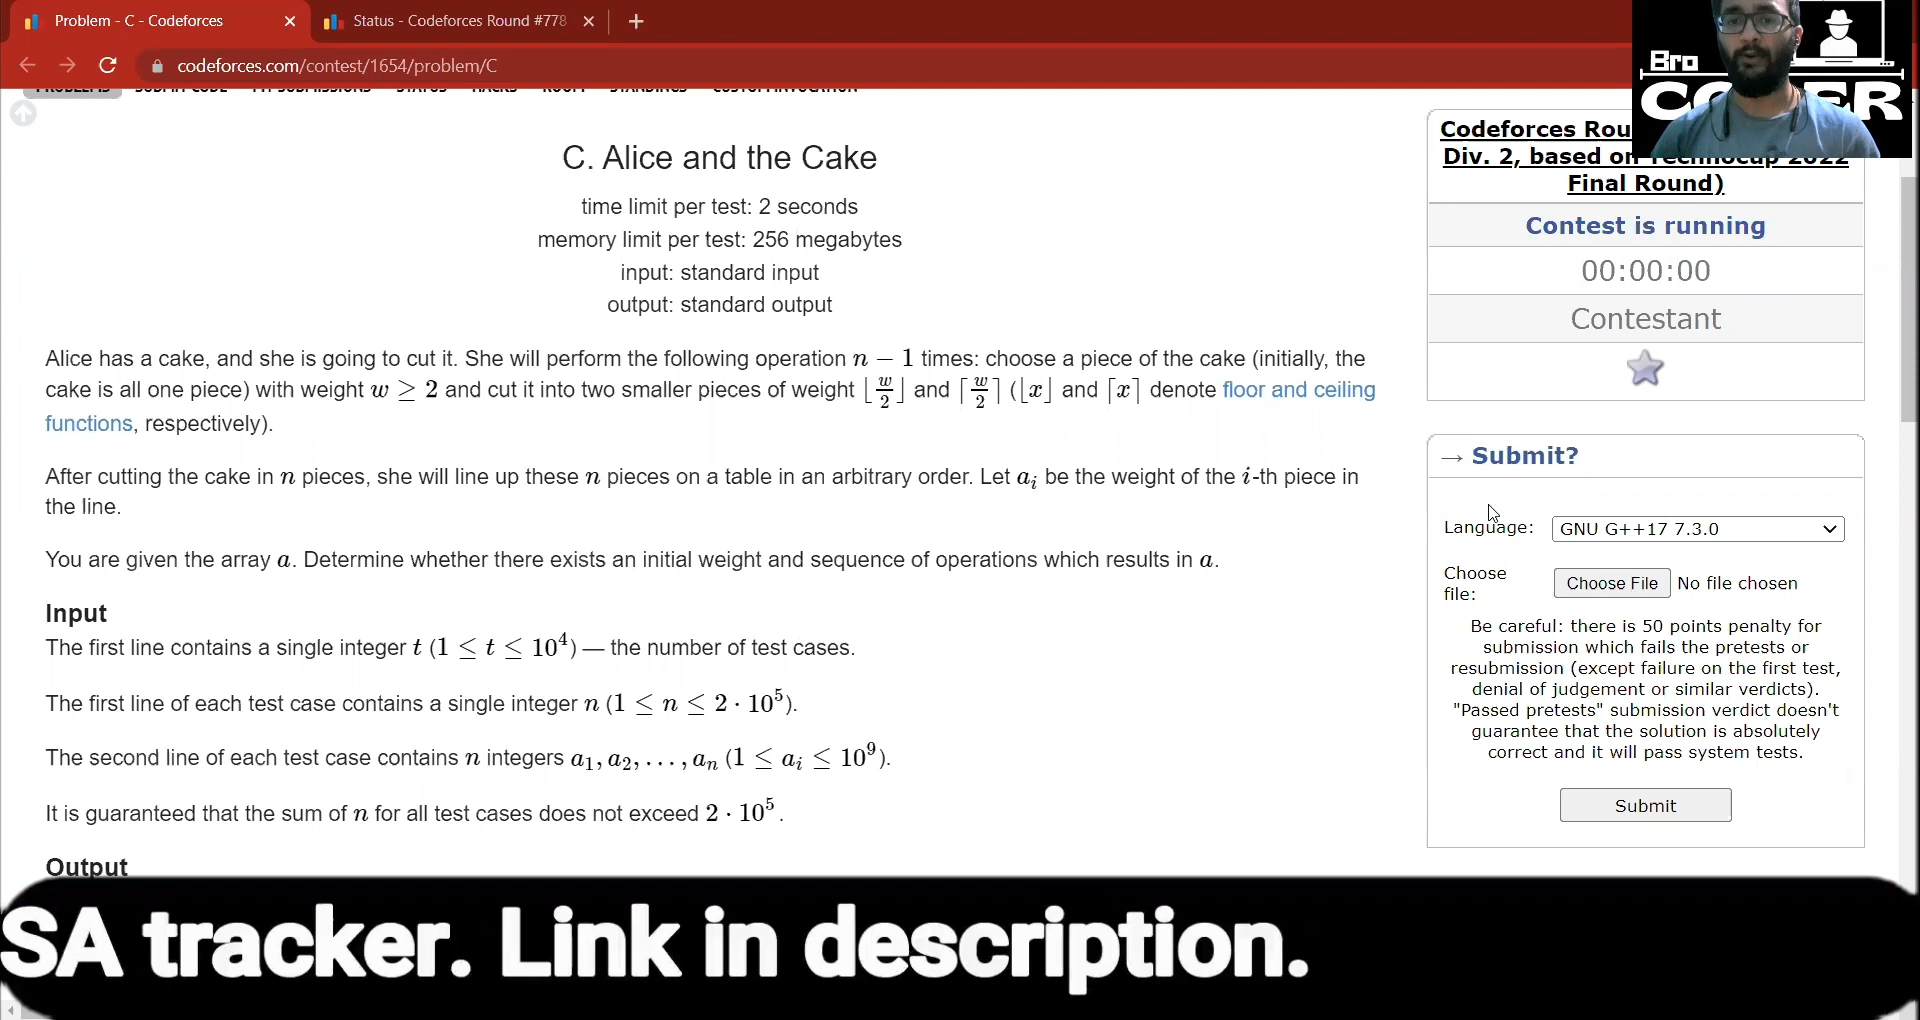 Problem - C - Codeforces
Status - Codeforces Round #778
codeforces.com/contest/1654/problem/C
PROBLEMS SUBMIT CODE MY SUBMISSIONS STATUS HACKS ROOM STANDINGS CUSTOM INVOCATION
Bro
C. Alice and the Cake
time limit per test: 2 seconds
memory limit per test: 256 megabytes
input: standard input
output: standard output
Alice has a cake, and she is going to cut it. She will perform the following operation n − 1 times: choose a piece of the cake (initially, the
cake is all one piece) with weight w ≥ 2 and cut it into two smaller pieces of weight ⌊w/2⌋ and ⌈w/2⌉ (⌊x⌋ and ⌈x⌉ denote floor and ceiling
functions, respectively).
After cutting the cake in n pieces, she will line up these n pieces on a table in an arbitrary order. Let aᵢ be the weight of the i-th piece in
the line.
You are given the array a. Determine whether there exists an initial weight and sequence of operations which results in a.
Input
The first line contains a single integer t (1 ≤ t ≤ 10⁴) — the number of test cases.
The first line of each test case contains a single integer n (1 ≤ n ≤ 2 · 10⁵).
The second line of each test case contains n integers a₁, a₂, . . . , aₙ (1 ≤ aᵢ ≤ 10⁹).
It is guaranteed that the sum of n for all test cases does not exceed 2 · 10⁵.
Output
Codeforces
Div. 2, based on Technocup 2022
Final Round)
Contest is running
00:00:00
Contestant
→ Submit?
Language: GNU G++17 7.3.0
Choose
file: Choose File No file chosen
Be careful: there is 50 points penalty for
submission which fails the pretests or
resubmission (except failure on the first test,
denial of judgement or similar verdicts).
"Passed pretests" submission verdict doesn't
guarantee that the solution is absolutely
correct and it will pass system tests.
Submit
SA tracker. Link in description.